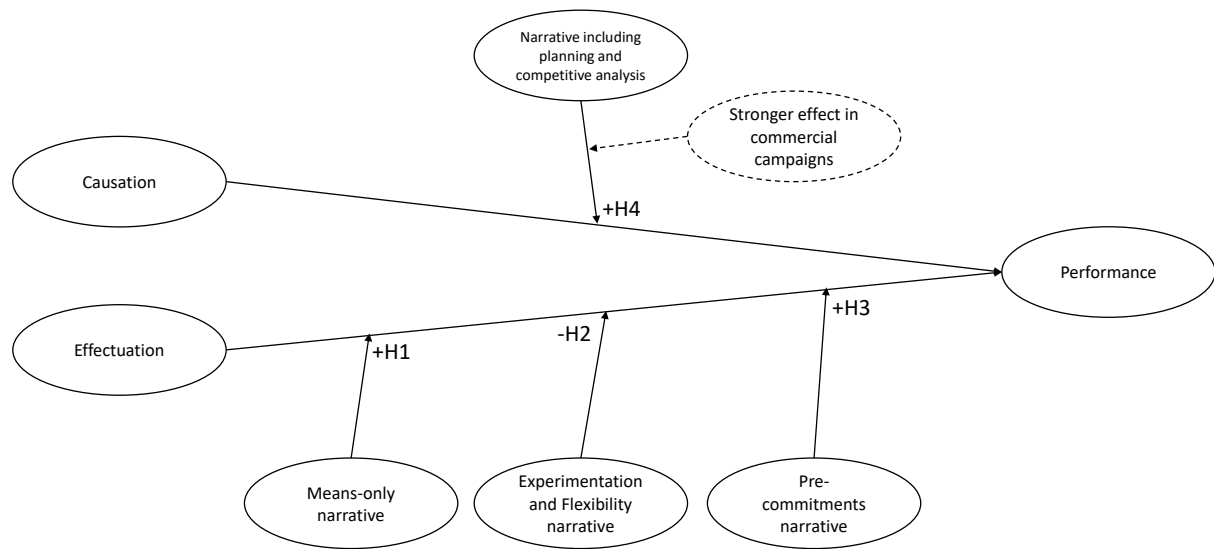 Narrative including
planning and
competitive analysis
Stronger effect in
commercial
campaigns
Causation
+H4
Performance
+H3
-H2
+H1
Effectuation
Means-only
narrative
Experimentation
and Flexibility
narrative
Pre-
commitments
narrative